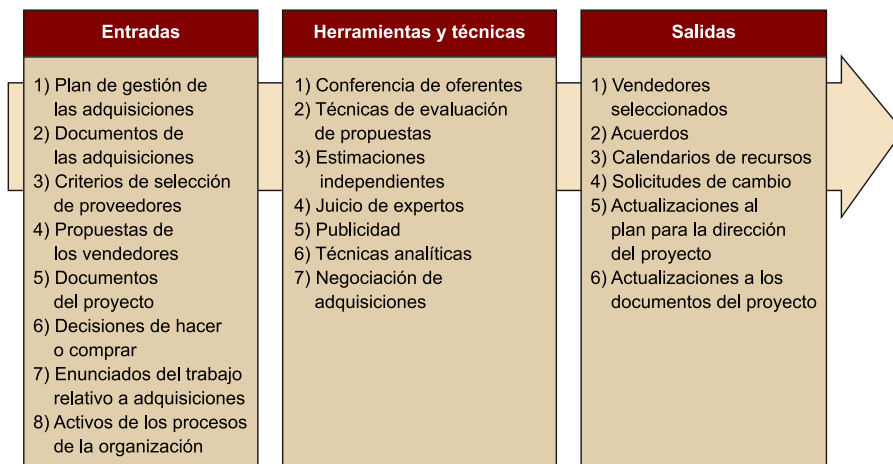 Entradas
1) Plan de gestión de
las adquisiciones
2) Documentos de
las adquisiciones
3) Criterios de selección
de proveedores
4) Propuestas de
los vendedores
5) Documentos
del proyecto
6) Decisiones de hacer
o comprar
7) Enunciados del trabajo
relativo a adquisiciones
8) Activos de los procesos
de la organización
Herramientas y técnicas
1) Conferencia de oferentes
2) Técnicas de evaluación
de propuestas
3) Estimaciones
independientes
4) Juicio de expertos
5) Publicidad
6) Técnicas analíticas
7) Negociación de
adquisiciones
Salidas
1) Vendedores
seleccionados
2) Acuerdos
3) Calendarios de recursos
4) Solicitudes de cambio
5) Actualizaciones al
plan para la dirección
del proyecto
6) Actualizaciones a los
documentos del proyecto